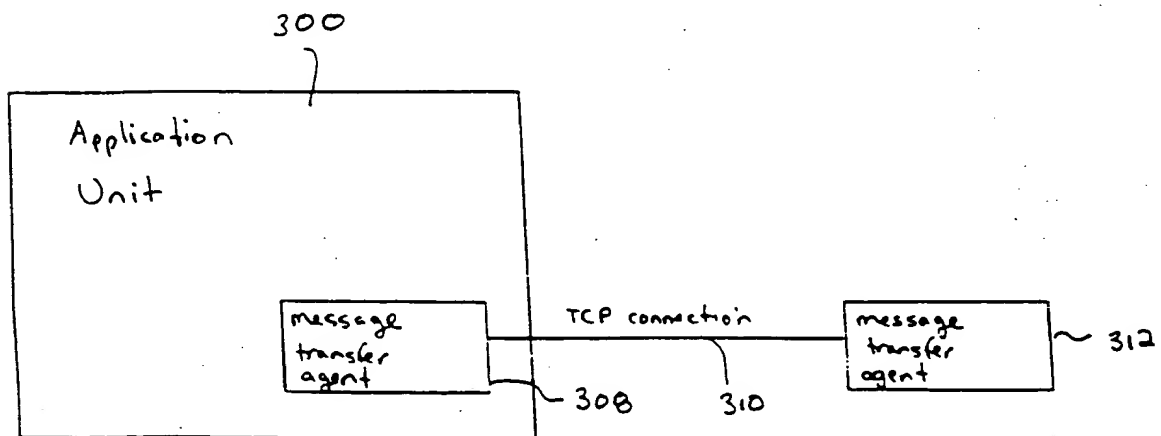 300
Application
Unit
message
transfer
agent
TCP connection
message
transfer
agent
312
308
310